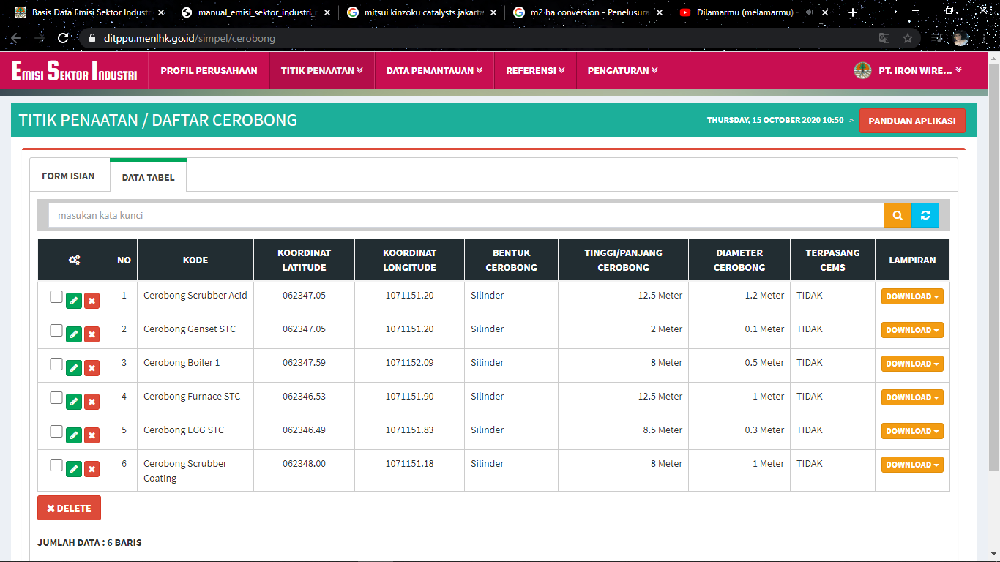 Basis Data Emisi Sektor Industr
manual_emisi_sektor_industri_
mitsui kinzoku catalysts jakarta
m2 ha conversion - Penelusura
Dilamarmu (melamarmu)
ditppu.menlhk.go.id/simpel/cerobong
EMISI SEKTOR INDUSTRI
PROFIL PERUSAHAAN
TITIK PENAATAN
DATA PEMANTAUAN
REFERENSI
PENGATURAN
PT. IRON WIRE...
TITIK PENAATAN / DAFTAR CEROBONG
THURSDAY, 15 OCTOBER 2020 10:50 >
PANDUAN APLIKASI
FORM ISIAN
DATA TABEL
masukan kata kunci
NO KODE KOORDINAT LATITUDE KOORDINAT LONGITUDE BENTUK CEROBONG TINGGI/PANJANG CEROBONG DIAMETER CEROBONG TERPASANG CEMS LAMPIRAN
1 Cerobong Scrubber Acid 062347.05 1071151.20 Silinder 12.5 Meter 1.2 Meter TIDAK DOWNLOAD
2 Cerobong Genset STC 062347.05 1071151.20 Silinder 2 Meter 0.1 Meter TIDAK DOWNLOAD
3 Cerobong Boiler 1 062347.59 1071152.09 Silinder 8 Meter 0.5 Meter TIDAK DOWNLOAD
4 Cerobong Furnace STC 062346.53 1071151.90 Silinder 12.5 Meter 1 Meter TIDAK DOWNLOAD
5 Cerobong EGG STC 062346.49 1071151.83 Silinder 8.5 Meter 0.3 Meter TIDAK DOWNLOAD
6 Cerobong Scrubber Coating 062348.00 1071151.18 Silinder 8 Meter 1 Meter TIDAK DOWNLOAD
DELETE
JUMLAH DATA : 6 BARIS